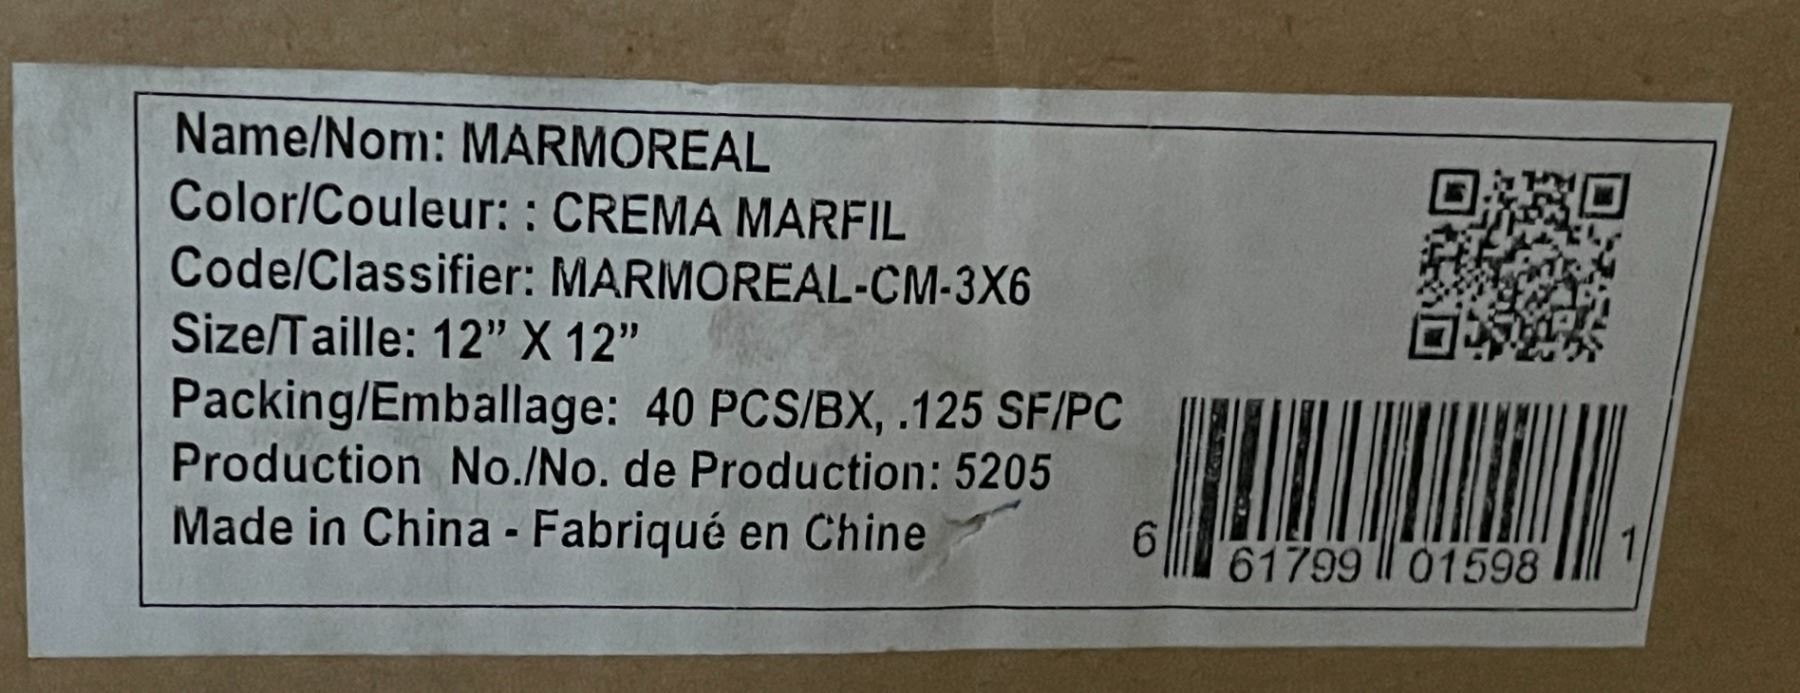 Name/Nom: MARMOREAL
Color/Couleur: : CREMA MARFIL
Code/Classifier: MARMOREAL-CM-3X6
Size/Taille: 12” X 12”
Packing/Emballage: 40 PCS/BX, .125 SF/PC
Production No./No. de Production: 5205
Made in China - Fabriqué en Chine
6 61799 01598 1